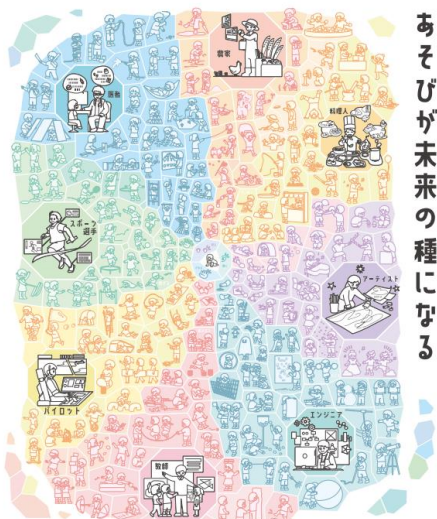 あそびが未来の種になる
農家
医者
料理人
スポーツ
選手
アーティスト
パイロット
エンジニア
教師